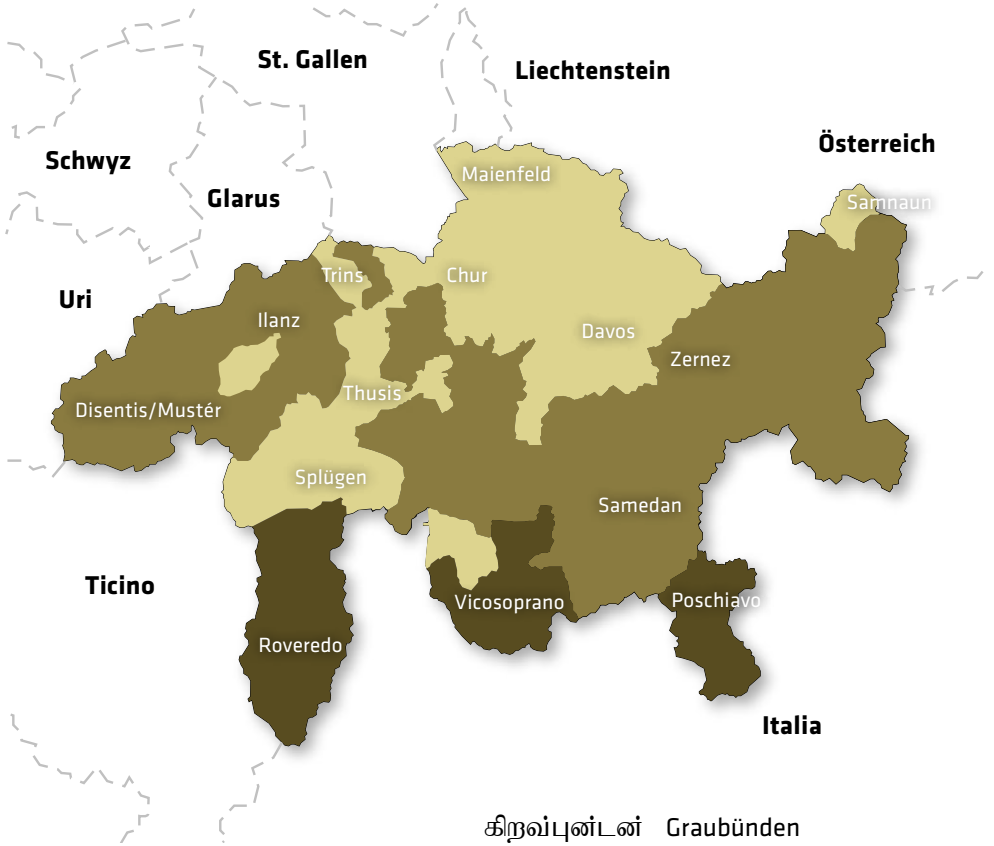 St. Gallen
Liechtenstein
Österreich
Schwyz
Maienfeld
Glarus
Samnaun
Trins
Chur
Uri
Ilanz
Davos
Zernez
Thusis
Disentis/Mustér
Splügen
Samedan
Ticino
Vicosoprano
Poschiavo
Roveredo
Italia
கிறவ்புன்டன் Graubünden